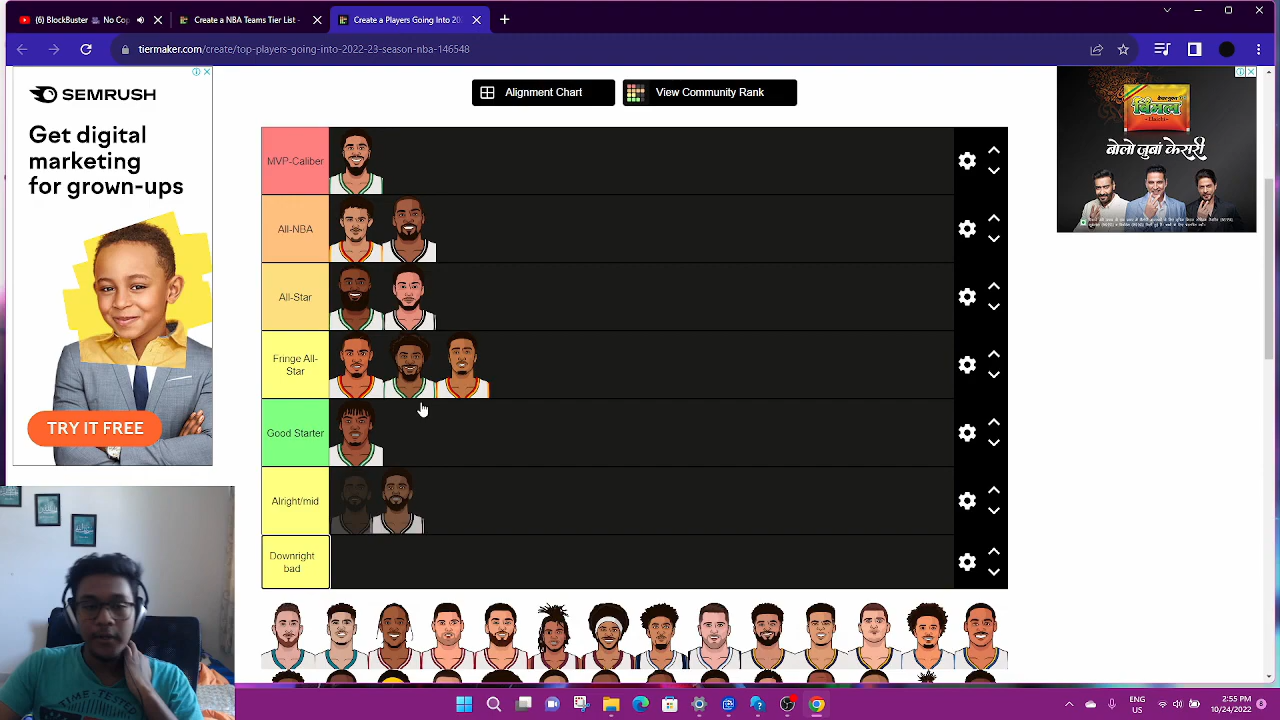 (6) BlockBuster 🎮 No Cop
Create a NBA Teams Tier List -
Create a Players Going Into 20
tiermaker.com/create/top-players-going-into-2022-23-season-nba-146548
SEMRUSH
Get digital
marketing
for grown-ups
TRY IT FREE
Alignment Chart
View Community Rank
विमल
Elaichi
बोलो जुबां केसरी
MVP-Caliber
All-NBA
All-Star
Fringe All-
Star
Good Starter
Alright/mid
Downright
bad
ENG
US
2:55 PM
10/24/2022